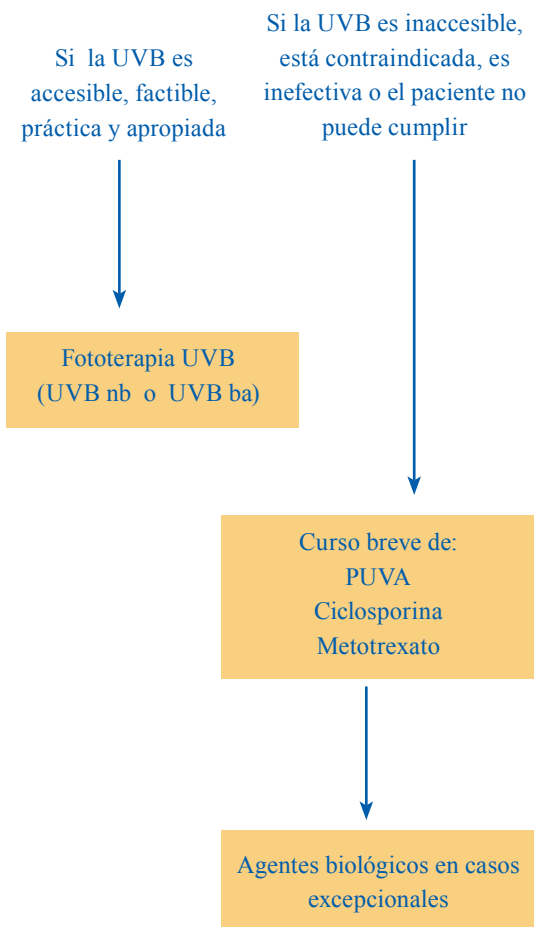 Si la UVB es
accesible, factible,
práctica y apropiada
Si la UVB es inaccesible,
está contraindicada, es
inefectiva o el paciente no
puede cumplir
Fototerapia UVB
(UVB nb o UVB ba)
Curso breve de:
PUVA
Ciclosporina
Metotrexato
Agentes biológicos en casos
excepcionales